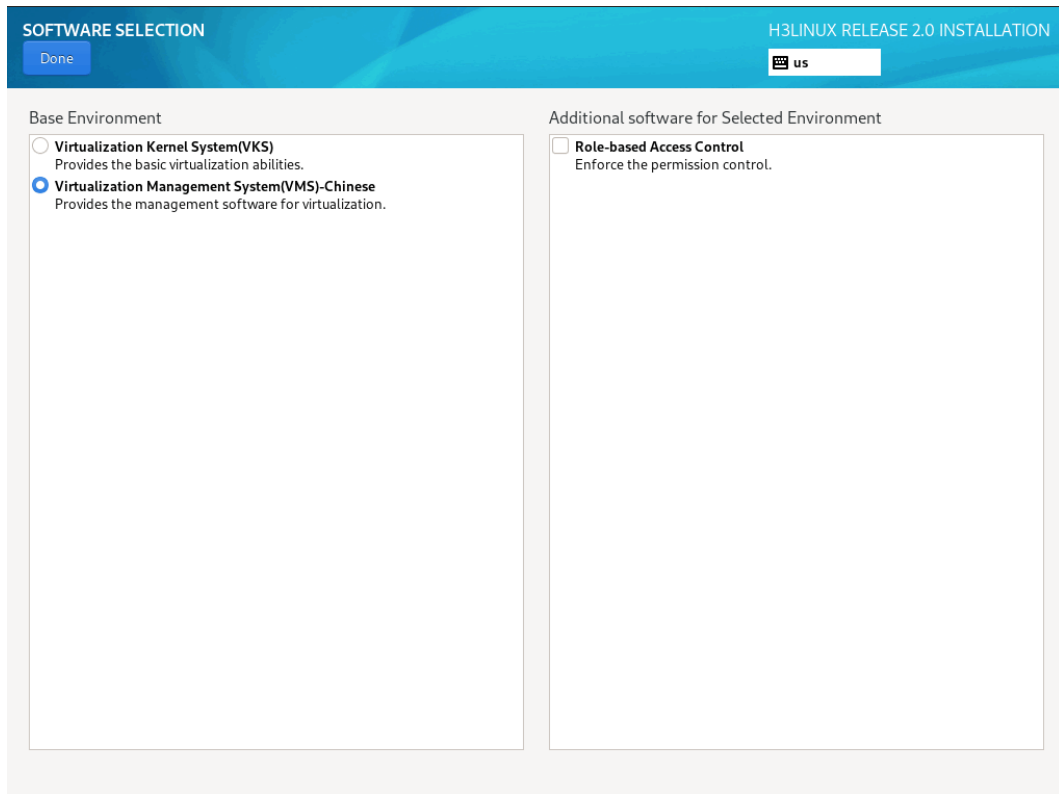 SOFTWARE SELECTION
H3LINUX RELEASE 2.0 INSTALLATION
Done
us
Base Environment
Virtualization Kernel System(VKS)
Provides the basic virtualization abilities.
Virtualization Management System(VMS)-Chinese
Provides the management software for virtualization.
Additional software for Selected Environment
Role-based Access Control
Enforce the permission control.